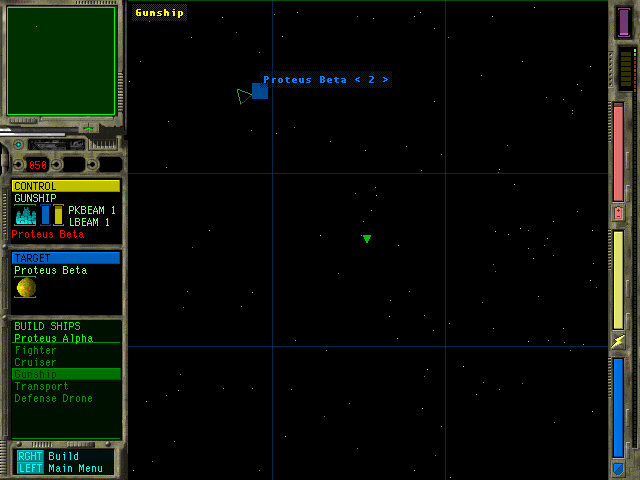 Gunship
Proteus Beta < 2 >
050
CONTROL
GUNSHIP
PKBEAM 1
LBEAM 1
Proteus Beta
TARGET
Proteus Beta
BUILD SHIPS
Proteus Alpha
Fighter
Cruiser
Gunship
Transport
Defense Drone
RGHT Build
LEFT Main Menu